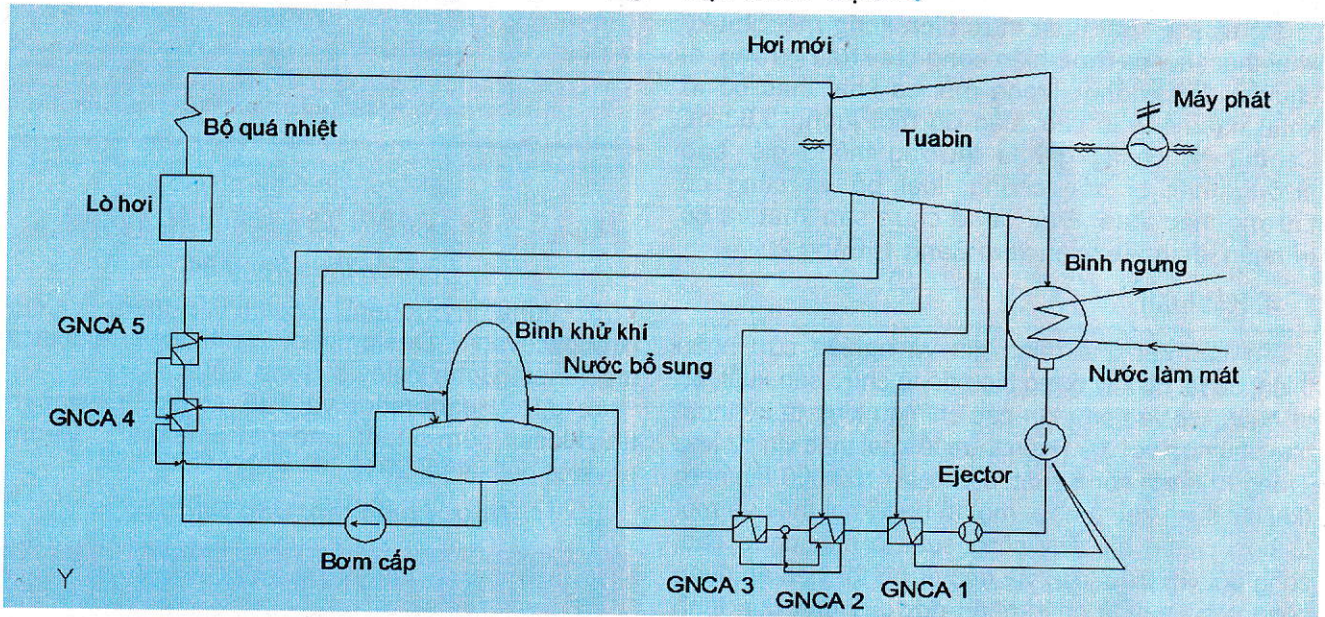 Hơi mới
Máy phát
Bộ quá nhiệt
Tuabin
Lò hơi
Bình ngưng
GNCA 5
Bình khử khí
Nước bổ sung
Nước làm mát
GNCA 4
Ejector
Bơm cấp
GNCA 3
GNCA 2
GNCA 1
Y